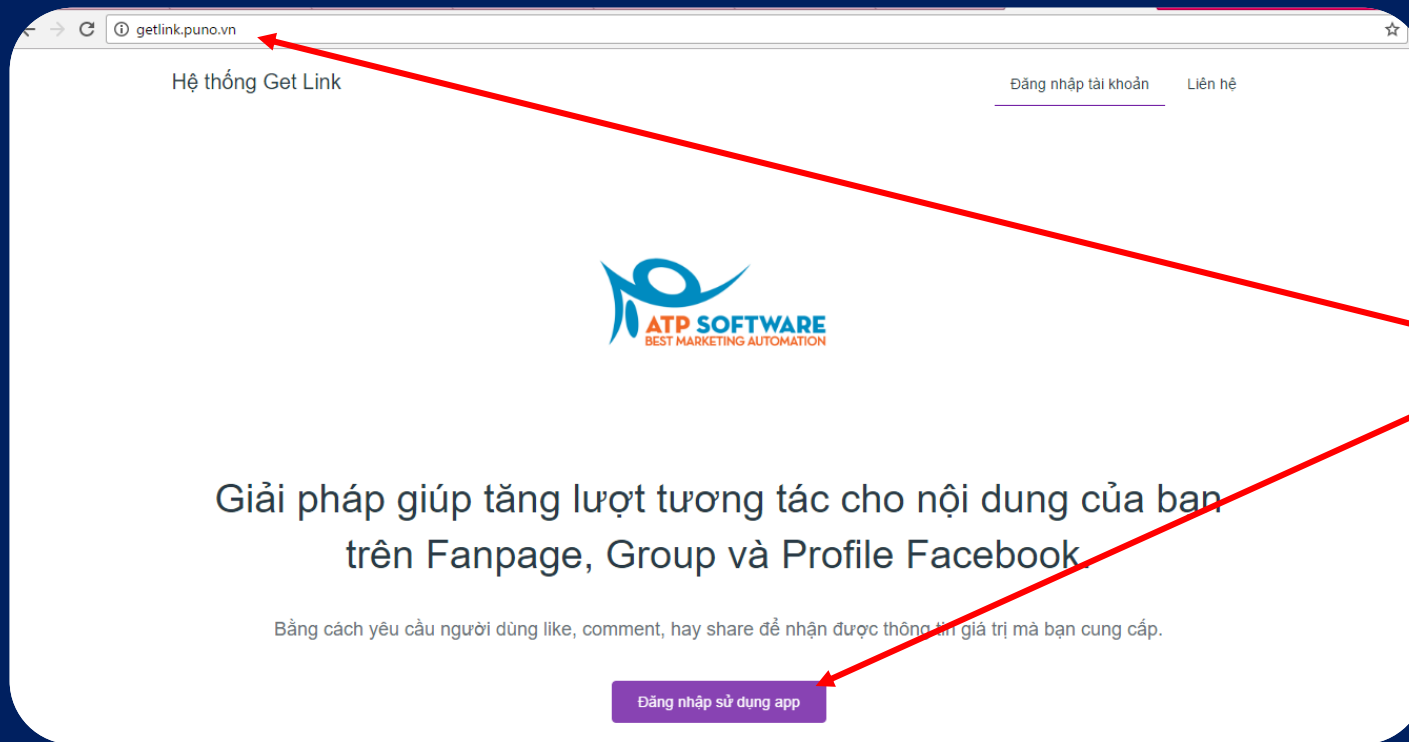 getlink.puno.vn
Hệ thống Get Link
Đăng nhập tài khoản
Liên hệ
ATP SOFTWARE
BEST MARKETING AUTOMATION
Giải pháp giúp tăng lượt tương tác cho nội dung của bạn
trên Fanpage, Group và Profile Facebook.
Bằng cách yêu cầu người dùng like, comment, hay share để nhận được thông tin giá trị mà bạn cung cấp.
Đăng nhập sử dụng app